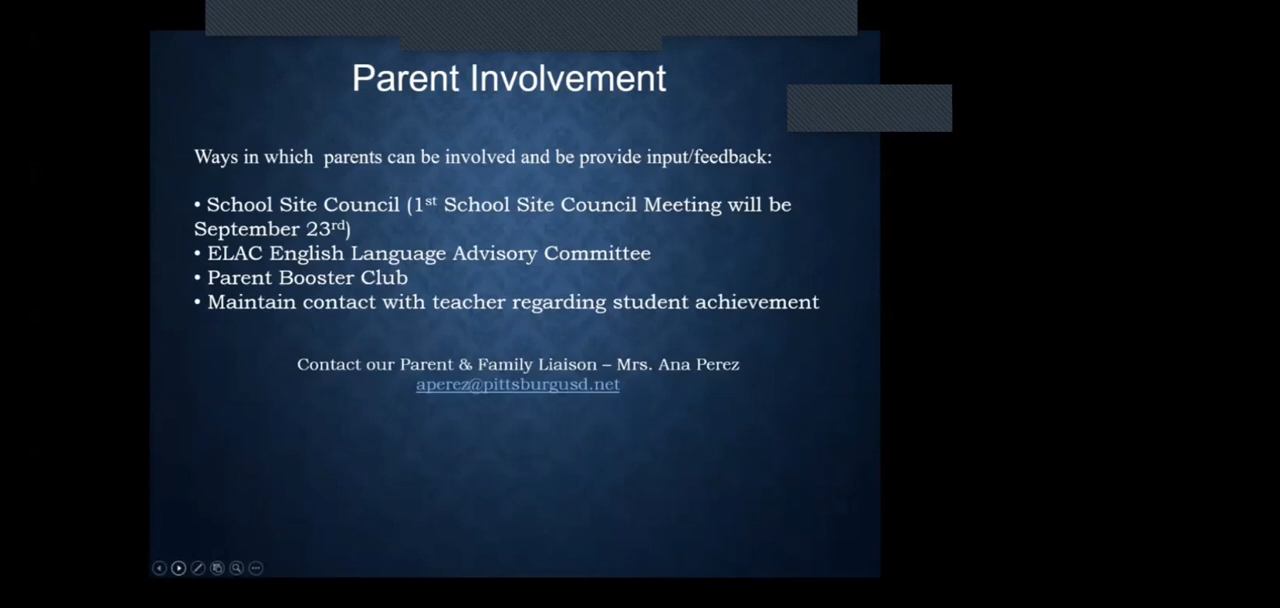 Parent Involvement
Ways in which parents can be involved and be provide input/feedback:
• School Site Council (1st School Site Council Meeting will be
September 23rd)
• ELAC English Language Advisory Committee
• Parent Booster Club
• Maintain contact with teacher regarding student achievement
Contact our Parent & Family Liaison – Mrs. Ana Perez
aperez@pittsburgusd.net